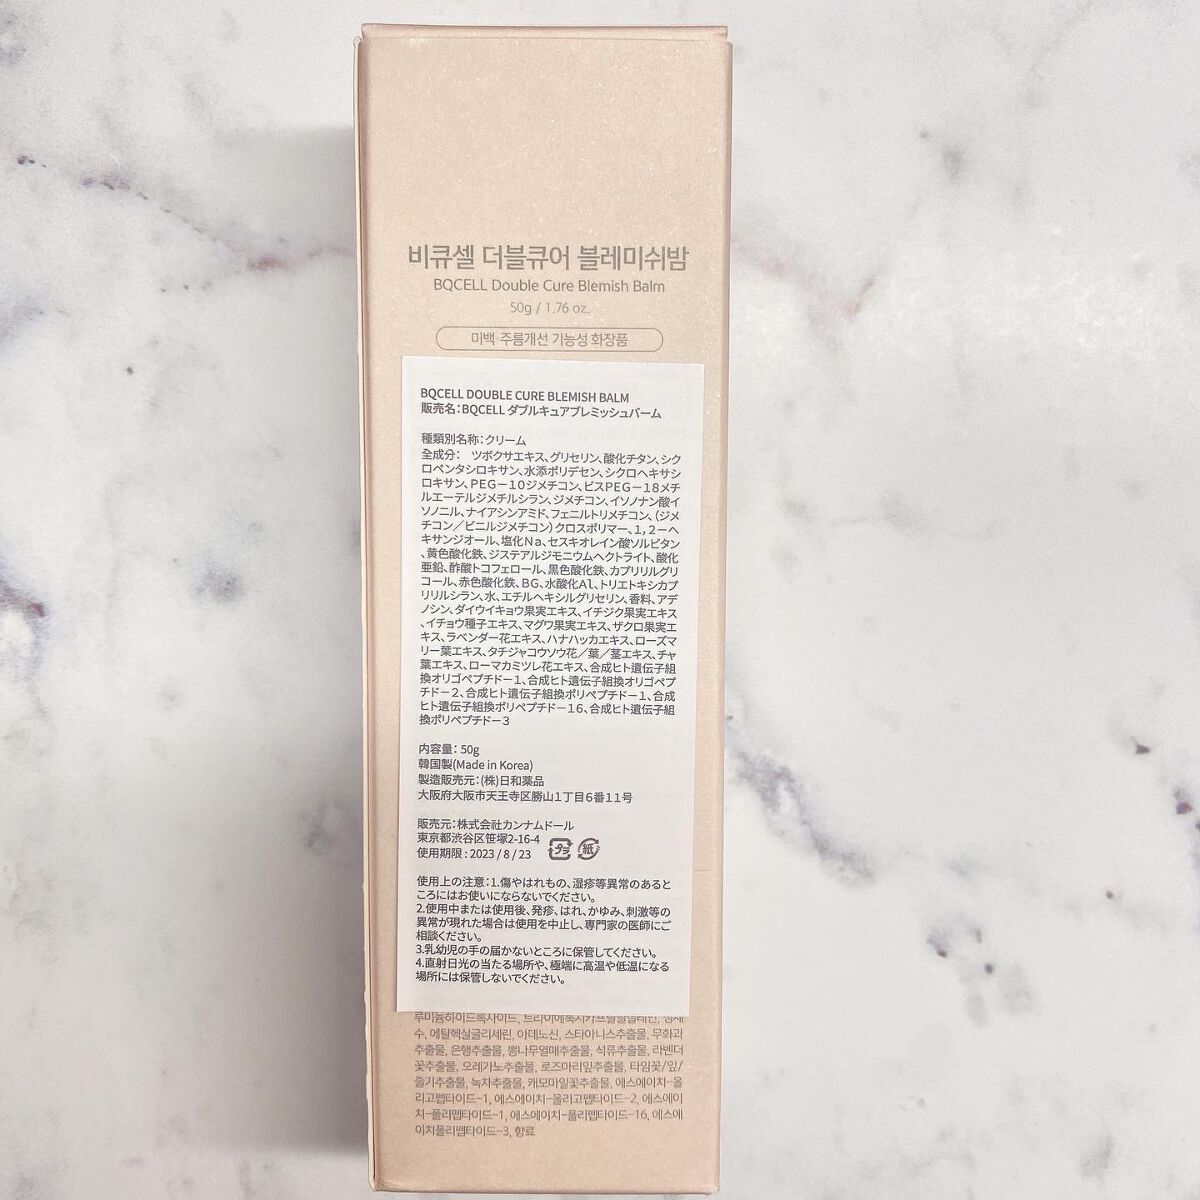 비큐셀 더블큐어 블레미쉬밤
BQCELL Double Cure Blemish Balm
50g / 1.76 oz.
미백·주름개선 기능성 화장품
BQCELL DOUBLE CURE BLEMISH BALM
販売名：BQCELL ダブルキュアブレミッシュバーム
種類別名称：クリーム
全成分： ツボクサエキス、グリセリン、酸化チタン、シク
ロペンタシロキサン、水添ポリデセン、シクロヘキサシ
ロキサン、PEG－10ジメチコン、ビスPEG－18メチ
ルエーテルジメチルシラン、ジメチコン、イソノナン酸イ
ソノニル、ナイアシンアミド、フェニルトリメチコン、（ジメ
チコン／ビニルジメチコン）クロスポリマー、1，2－ヘ
キサンジオール、塩化Na、セスキオレイン酸ソルビタン
、黄色酸化鉄、ジステアルジモニウムヘクトライト、酸化
亜鉛、酢酸トコフェロール、黒色酸化鉄、カプリリルグリ
コール、赤色酸化鉄、BG、水酸化Al、トリエトキシカプ
リリルシラン、水、エチルヘキシルグリセリン、香料、アデ
ノシン、ダイウイキョウ果実エキス、イチジク果実エキス
、イチョウ種子エキス、マグワ果実エキス、ザクロ果実エ
キス、ラベンダー花エキス、ハナハッカエキス、ローズマ
リー葉エキス、タチジャコウソウ花／葉／茎エキス、チャ
葉エキス、ローマカミツレ花エキス、合成ヒト遺伝子組
換オリゴペプチド－1、合成ヒト遺伝子組換オリゴペプ
チド－2、合成ヒト遺伝子組換ポリペプチド－1、合成
ヒト遺伝子組換ポリペプチド－16、合成ヒト遺伝子組
換ポリペプチド－3
内容量： 50g
韓国製(Made in Korea)
製造販売元：(株)日和薬品
大阪府大阪市天王寺区勝山1丁目6番11号
販売元：株式会社カンナムドール
東京都渋谷区笹塚2-16-4
使用期限 : 2023 / 8 / 23 プラ 紙
使用上の注意：1.傷やはれもの、湿疹等異常のあると
ころにはお使いにならないでください。
2.使用中または使用後、発疹、はれ、かゆみ、刺激等の
異常が現れた場合は使用を中止し、専門家の医師にご
相談ください。
3.乳幼児の手の届かないところに保管してください。
4.直射日光の当たる場所や、極端に高温や低温になる
場所には保管しないでください。
수, 에틸헥실글리세린, 아데노신, 스타아니스추출물, 무화과
추출물, 은행추출물, 뽕나무열매추출물, 석류추출물, 라벤더
꽃추출물, 오레가노추출물, 로즈마리잎추출물, 타임꽃/잎/
줄기추출물, 녹차추출물, 캐모마일꽃추출물, 에스에이치-올
리고펩타이드-1, 에스에이치-올리고펩타이드-2, 에스에이
치-폴리펩타이드-1, 에스에이치-폴리펩타이드-16, 에스에
이치폴리펩타이드-3, 향료